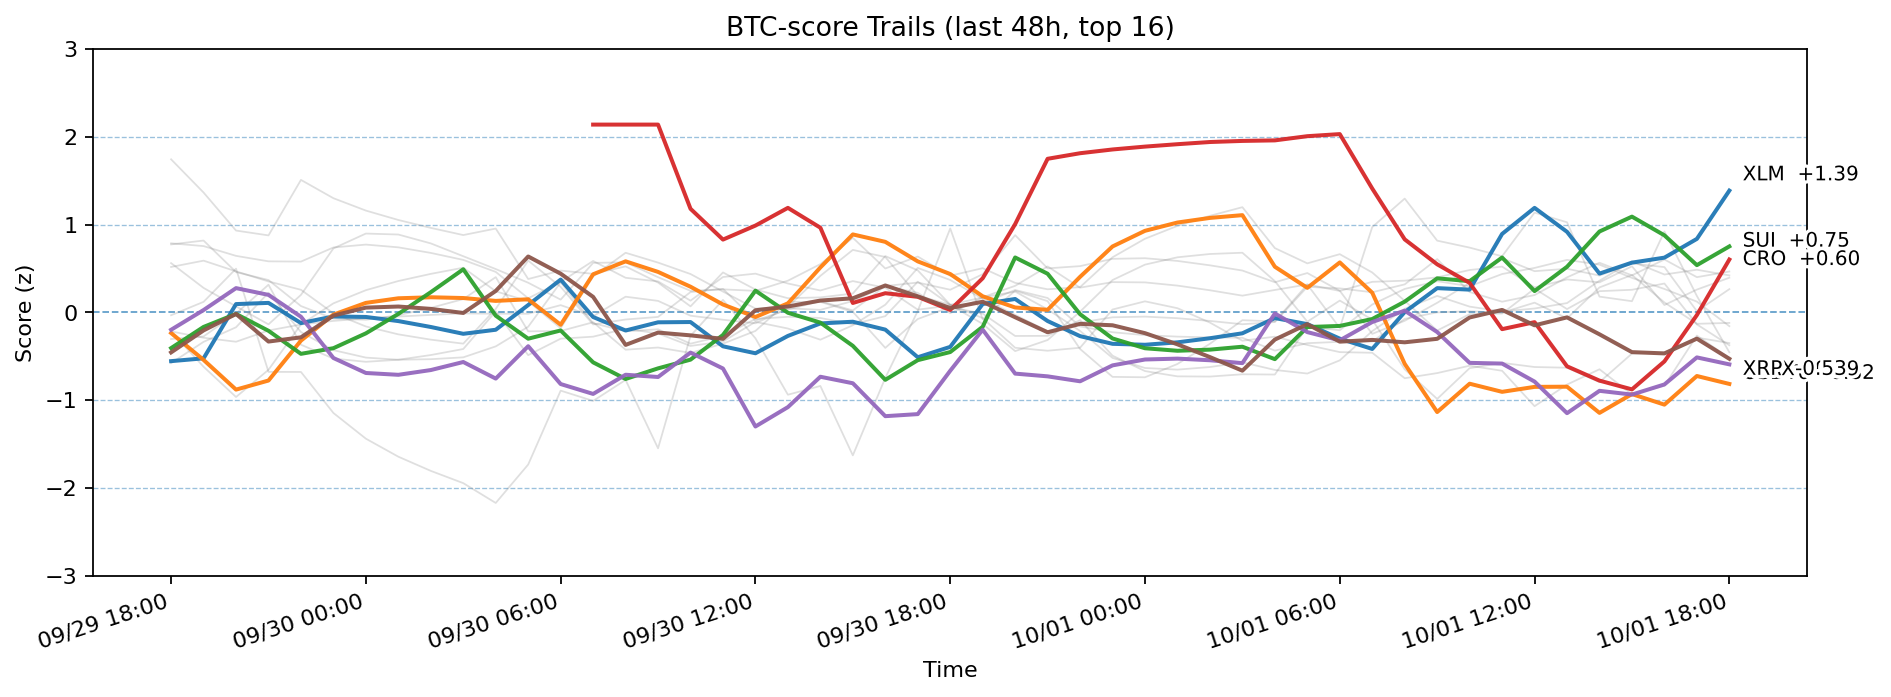 BTC-score Trails (last 48h, top 16)
3
2
1
0
−1
−2
−3
Score (z)
XLM +1.39
SUI +0.75
CRO +0.60
09/29 18:00
09/30 00:00
09/30 06:00
09/30 12:00
09/30 18:00
10/01 00:00
10/01 06:00
10/01 12:00
10/01 18:00
Time